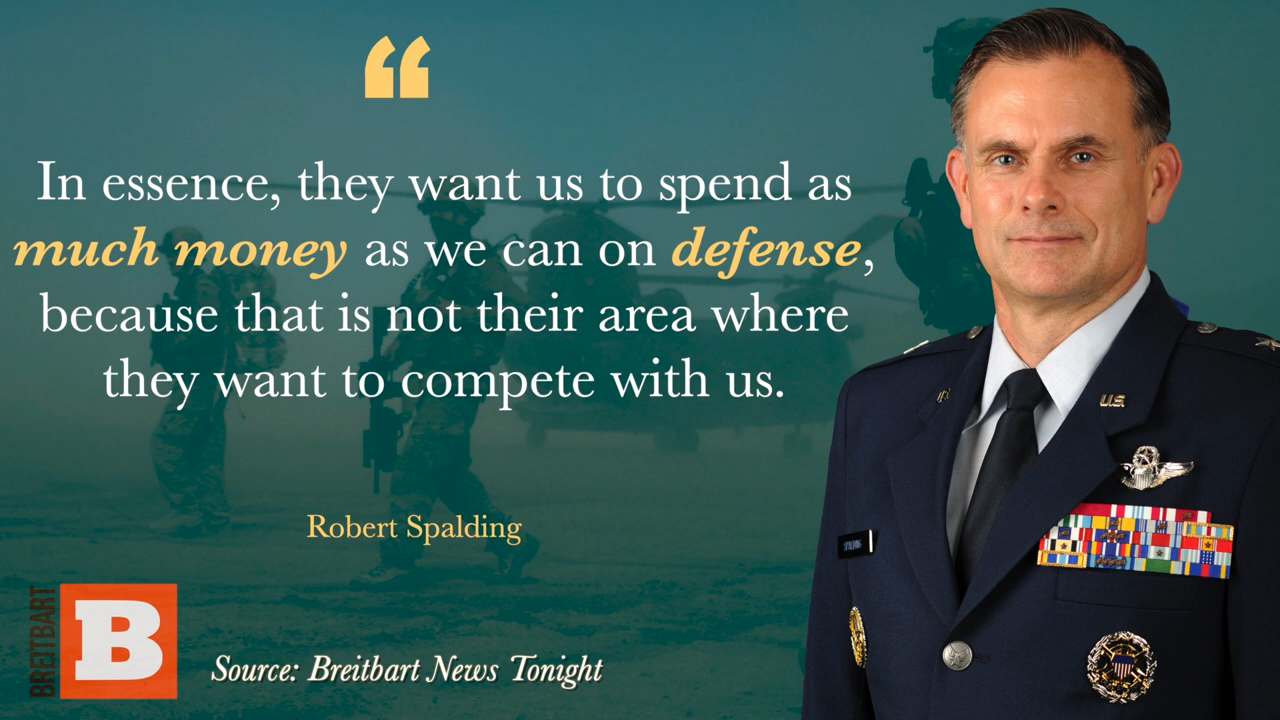 “
In essence, they want us to spend as
much money as we can on defense,
because that is not their area where
they want to compete with us.
Robert Spalding
BREITBART
B
Source: Breitbart News Tonight
U.S.
SPALDING